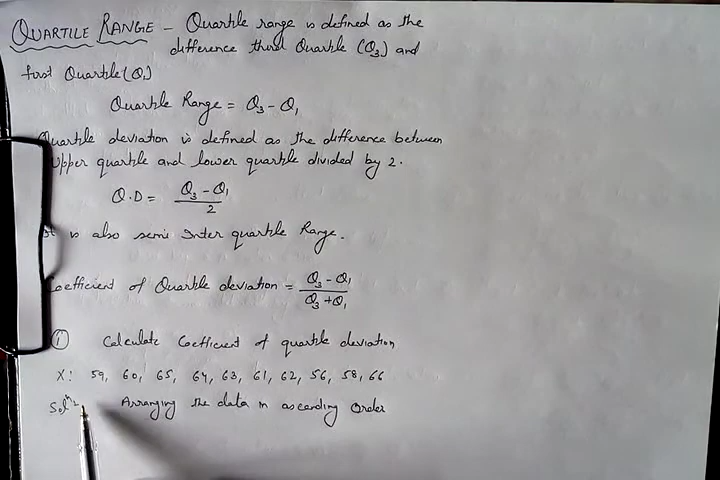 QUARTILE RANGE - Quartile range is defined as the
difference third Quartile (Q3) and
first Quartile (Q1)
Quartile Range = Q3 - Q1
Quartile deviation is defined as the difference between
Upper quartile and lower quartile divided by 2.
Q.D = Q3 - Q1 / 2
It is also semi Inter quartile Range.
Coefficient of Quartile deviation = Q3 - Q1 / Q3 + Q1
(1) Calculate Coefficient of quartile deviation
X: 59, 60, 65, 64, 63, 61, 62, 56, 58, 66
Soln: Arranging the data in ascending Order